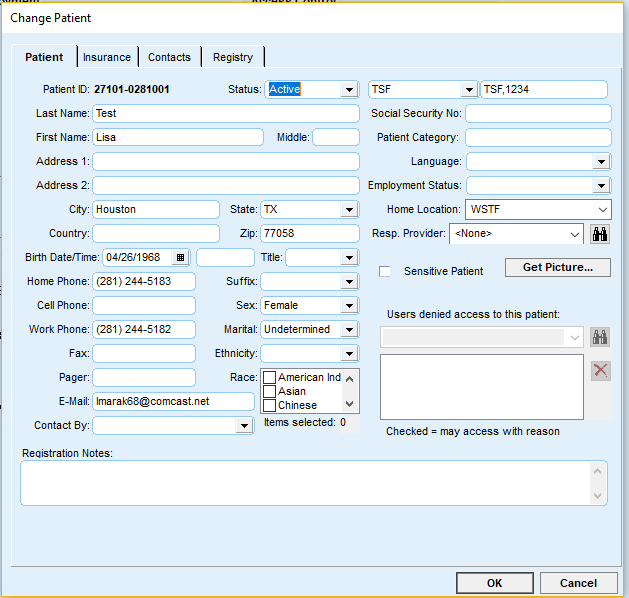 Change Patient
Patient Insurance Contacts Registry
Patient ID: 27101-0281001 Status: Active TSF TSF,1234
Last Name: Test Social Security No:
First Name: Lisa Middle: Patient Category:
Address 1: Language:
Address 2: Employment Status:
City: Houston State: TX Home Location: WSTF
Country: Zip: 77058 Resp. Provider: <None>
Birth Date/Time: 04/26/1968 Title:
Sensitive Patient Get Picture...
Home Phone: (281) 244-5183 Suffix:
Cell Phone: Sex: Female
Users denied access to this patient:
Work Phone: (281) 244-5182 Marital: Undetermined
Fax: Ethnicity:
Pager: Race: American Ind
Asian
E-Mail: lmarak68@comcast.net Chinese
Contact By: Items selected: 0
Checked = may access with reason
Registration Notes:
OK Cancel